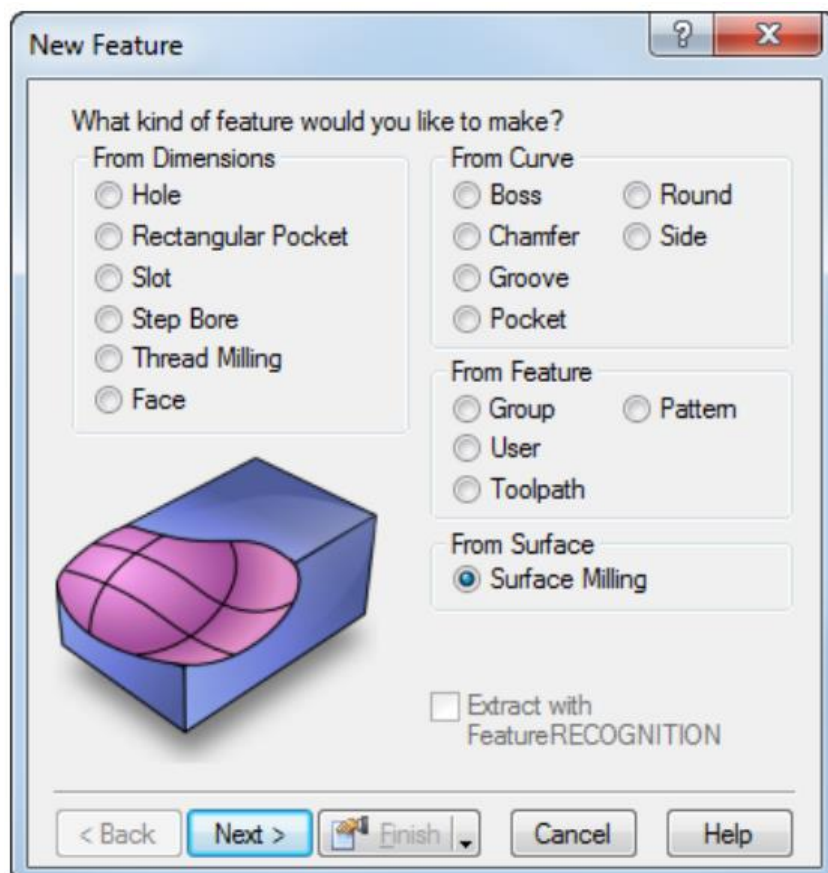 New Feature
What kind of feature would you like to make?
From Dimensions
Hole
Rectangular Pocket
Slot
Step Bore
Thread Milling
Face
From Curve
Boss
Round
Chamfer
Side
Groove
Pocket
From Feature
Group
Pattern
User
Toolpath
From Surface
Surface Milling
Extract with
FeatureRECOGNITION
< Back
Next >
Finish
Cancel
Help